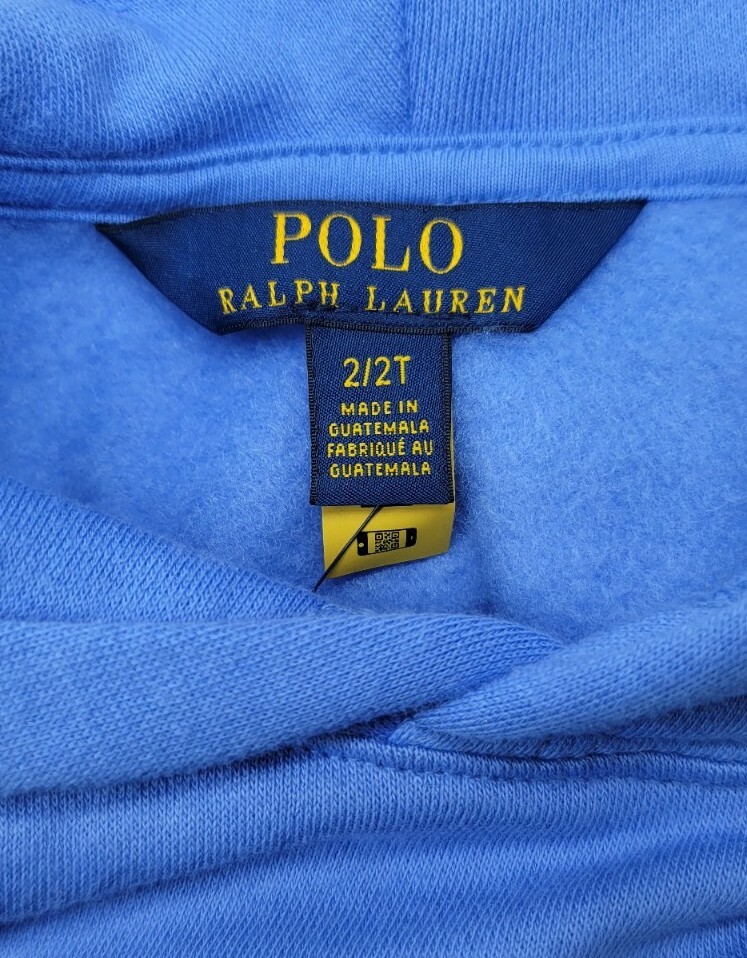 POLO
RALPH LAUREN
2/2T
MADE IN
GUATEMALA
FABRIQUÉ AU
GUATEMALA